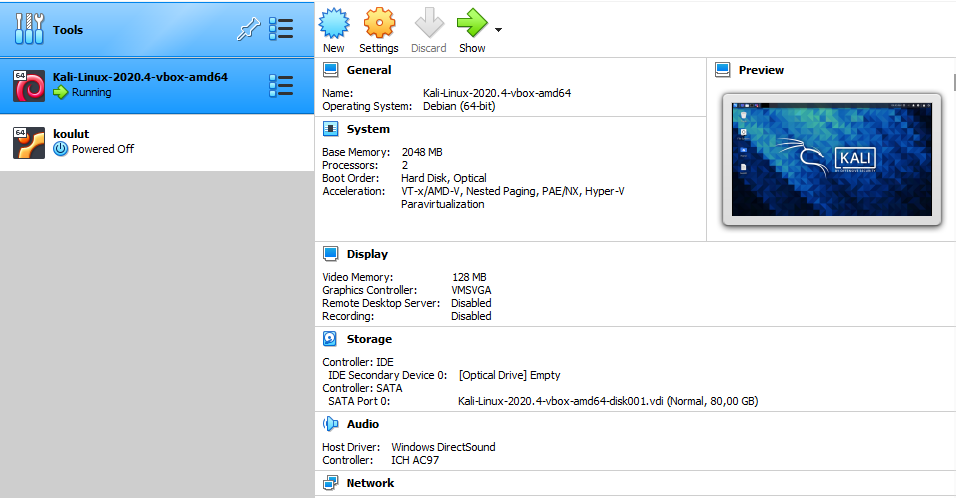 Tools
64
Kali-Linux-2020.4-vbox-amd64
Running
64
koulut
Powered Off
New Settings Discard Show
General
Name: Kali-Linux-2020.4-vbox-amd64
Operating System: Debian (64-bit)
System
Base Memory: 2048 MB
Processors: 2
Boot Order: Hard Disk, Optical
Acceleration: VT-x/AMD-V, Nested Paging, PAE/NX, Hyper-V
Paravirtualization
Preview
KALI
BY OFFENSIVE SECURITY
Display
Video Memory: 128 MB
Graphics Controller: VMSVGA
Remote Desktop Server: Disabled
Recording: Disabled
Storage
Controller: IDE
IDE Secondary Device 0: [Optical Drive] Empty
Controller: SATA
SATA Port 0: Kali-Linux-2020.4-vbox-amd64-disk001.vdi (Normal, 80,00 GB)
Audio
Host Driver: Windows DirectSound
Controller: ICH AC97
Network